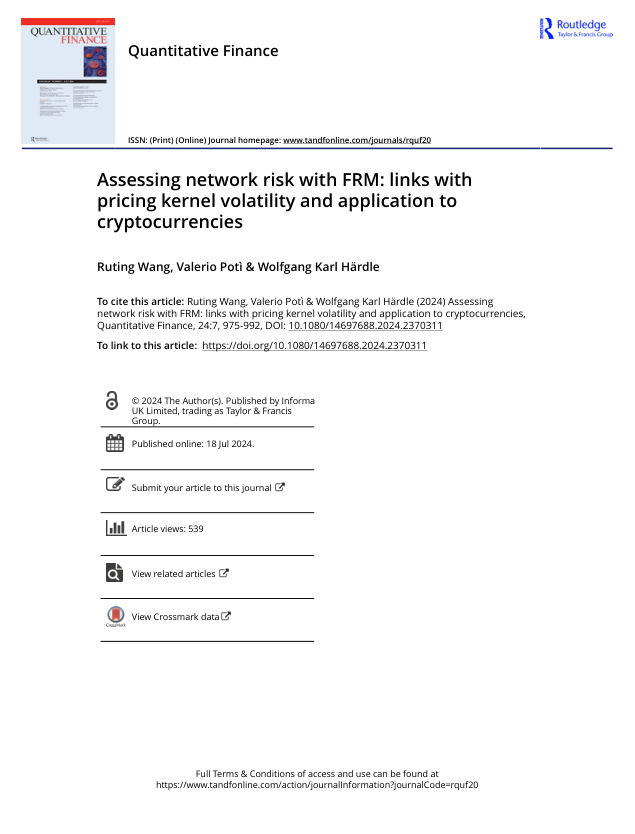 QUANTITATIVE
FINANCE
Quantitative Finance
Routledge
Taylor & Francis Group
ISSN: (Print) (Online) Journal homepage: www.tandfonline.com/journals/rquf20
Assessing network risk with FRM: links with
pricing kernel volatility and application to
cryptocurrencies
Ruting Wang, Valerio Potì & Wolfgang Karl Härdle
To cite this article: Ruting Wang, Valerio Potì & Wolfgang Karl Härdle (2024) Assessing
network risk with FRM: links with pricing kernel volatility and application to cryptocurrencies,
Quantitative Finance, 24:7, 975-992, DOI: 10.1080/14697688.2024.2370311
To link to this article: https://doi.org/10.1080/14697688.2024.2370311
© 2024 The Author(s). Published by Informa
UK Limited, trading as Taylor & Francis
Group.
Published online: 18 Jul 2024.
Submit your article to this journal
Article views: 539
View related articles
View Crossmark data
CrossMark
Full Terms & Conditions of access and use can be found at
https://www.tandfonline.com/action/journalInformation?journalCode=rquf20